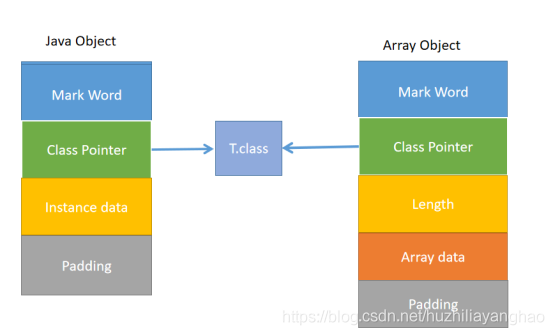 Java Object
Mark Word
Class Pointer
Instance data
Padding
T.class
Array Object
Mark Word
Class Pointer
Length
Array data
Padding
https://blog.csdn.net/huzhiliayanghao